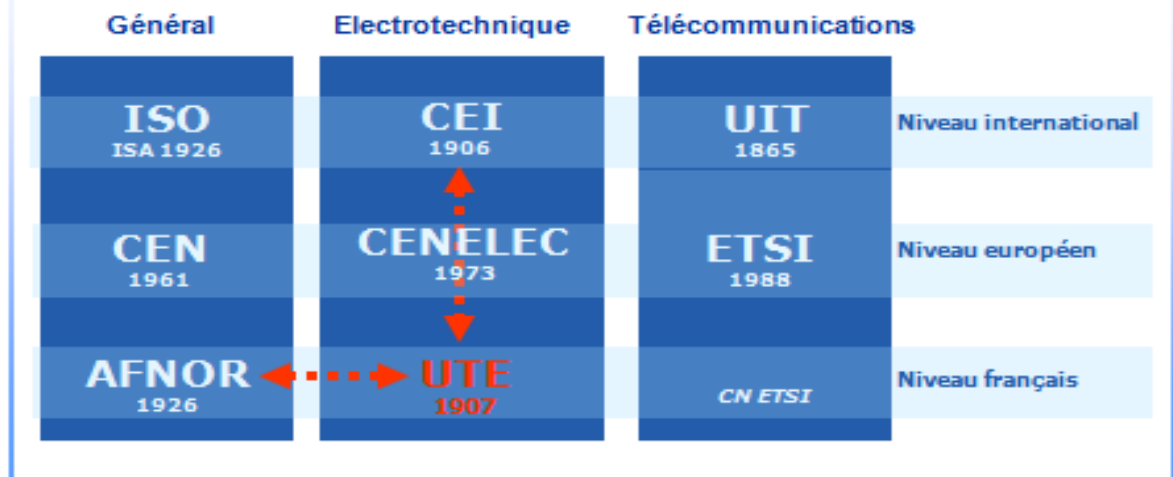 Général Electrotechnique Télécommunications
ISO CEI UIT Niveau international
ISA 1926 1906 1865
CEN CENELEC ETSI Niveau européen
1961 1973 1988
AFNOR UTE CN ETSI Niveau français
1926 1907